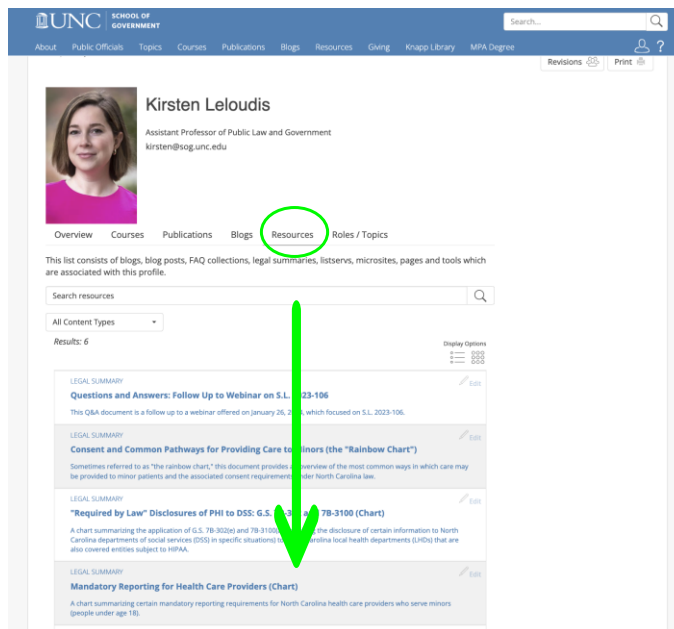 UNC SCHOOL OF GOVERNMENT
Search...
About Public Officials Topics Courses Publications Blogs Resources Giving Knapp Library MPA Degree ?
Revisions Print
Kirsten Leloudis
Assistant Professor of Public Law and Government
kirsten@sog.unc.edu
Overview Courses Publications Blogs Resources Roles / Topics
This list consists of blogs, blog posts, FAQ collections, legal summaries, listservs, microsites, pages and tools which
are associated with this profile.
Search resources
All Content Types
Results: 6
Display Options
LEGAL SUMMARY Edit
Questions and Answers: Follow Up to Webinar on S.L. 2023-106
This Q&A document is a follow up to a webinar offered on January 26, which focused on S.L. 2023-106.
LEGAL SUMMARY Edit
Consent and Common Pathways for Providing Care to Minors (the "Rainbow Chart")
Sometimes referred to as "the rainbow chart," this document provides overview of the most common ways in which care may
be provided to minor patients and the associated consent requirements under North Carolina law.
LEGAL SUMMARY Edit
"Required by Law" Disclosures of PHI to DSS: G.S. and 7B-3100 (Chart)
A chart summarizing the application of G.S. 7B-302(e) and 7B-3100 the disclosure of certain information to North
Carolina departments of social services (DSS) in specific situations) to Carolina local health departments (LHDs) that are
also covered entities subject to HIPAA.
LEGAL SUMMARY Edit
Mandatory Reporting for Health Care Providers (Chart)
A chart summarizing certain mandatory reporting requirements for North Carolina health care providers who serve minors
(people under age 18).